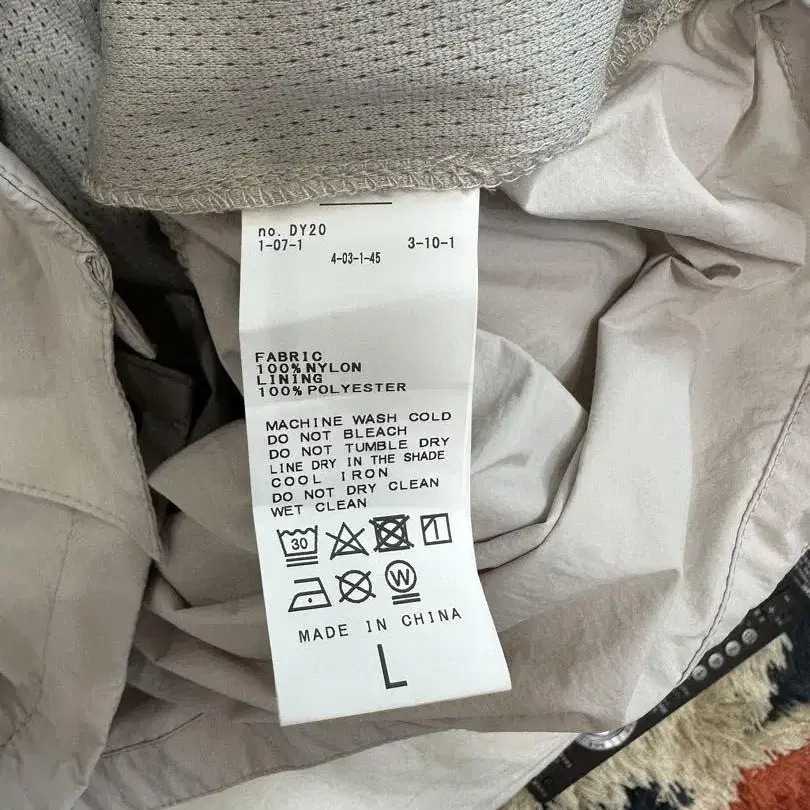 no. DY20
1-07-1 3-10-1
4-03-1-45
FABRIC
100%NYLON
LINING
100%POLYESTER
MACHINE WASH COLD
DO NOT BLEACH
DO NOT TUMBLE DRY
LINE DRY IN THE SHADE
COOL IRON
DO NOT DRY CLEAN
WET CLEAN
30
W
MADE IN CHINA
L